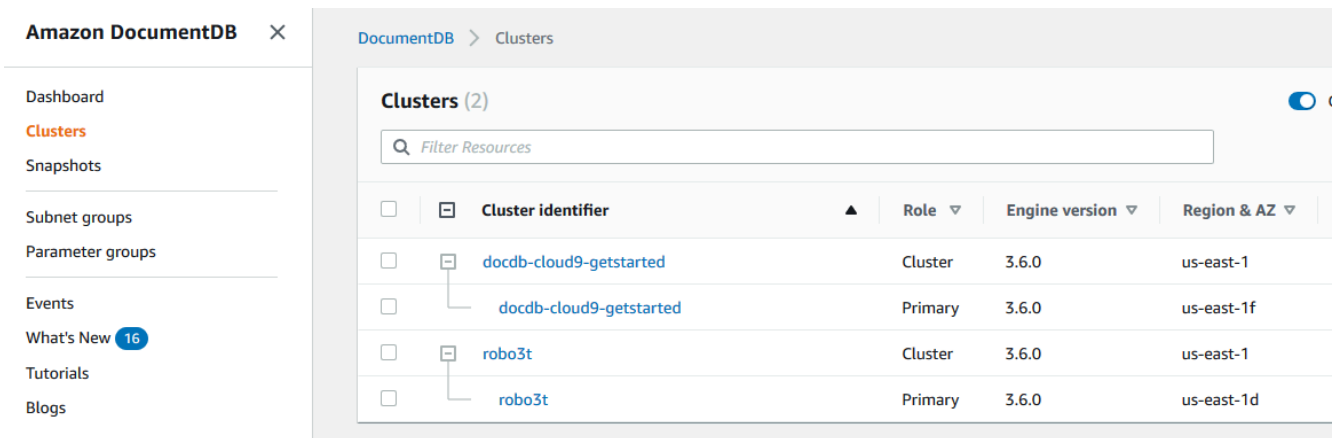 Amazon DocumentDB
Dashboard
Clusters
Snapshots
Subnet groups
Parameter groups
Events
What's New 16
Tutorials
Blogs
DocumentDB > Clusters
Clusters (2)
Filter Resources
Cluster identifier Role Engine version Region & AZ
docdb-cloud9-getstarted Cluster 3.6.0 us-east-1
docdb-cloud9-getstarted Primary 3.6.0 us-east-1f
robo3t Cluster 3.6.0 us-east-1
robo3t Primary 3.6.0 us-east-1d